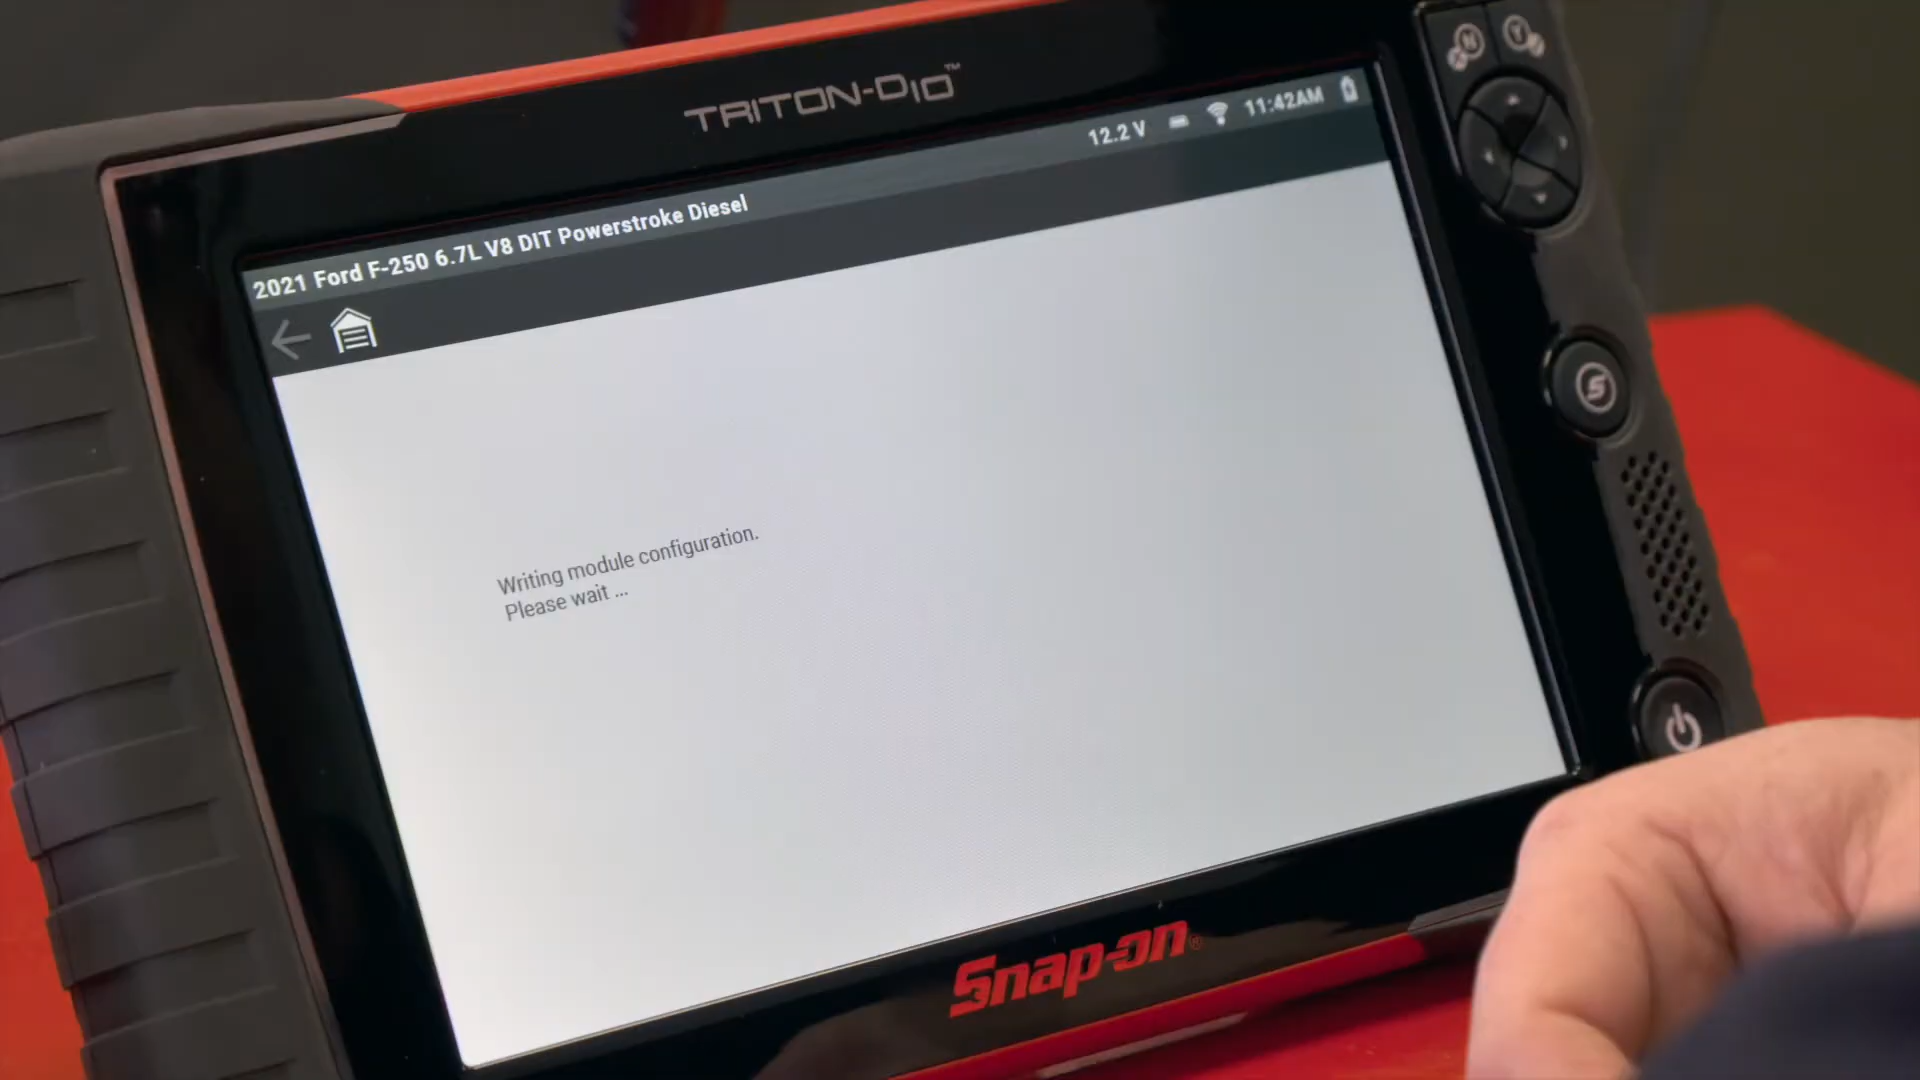 TRITON-D10™
12.2 V 11:42AM
2021 Ford F-250 6.7L V8 DIT Powerstroke Diesel
Writing module configuration.
Please wait ...
Snap-on®
N
Y
S